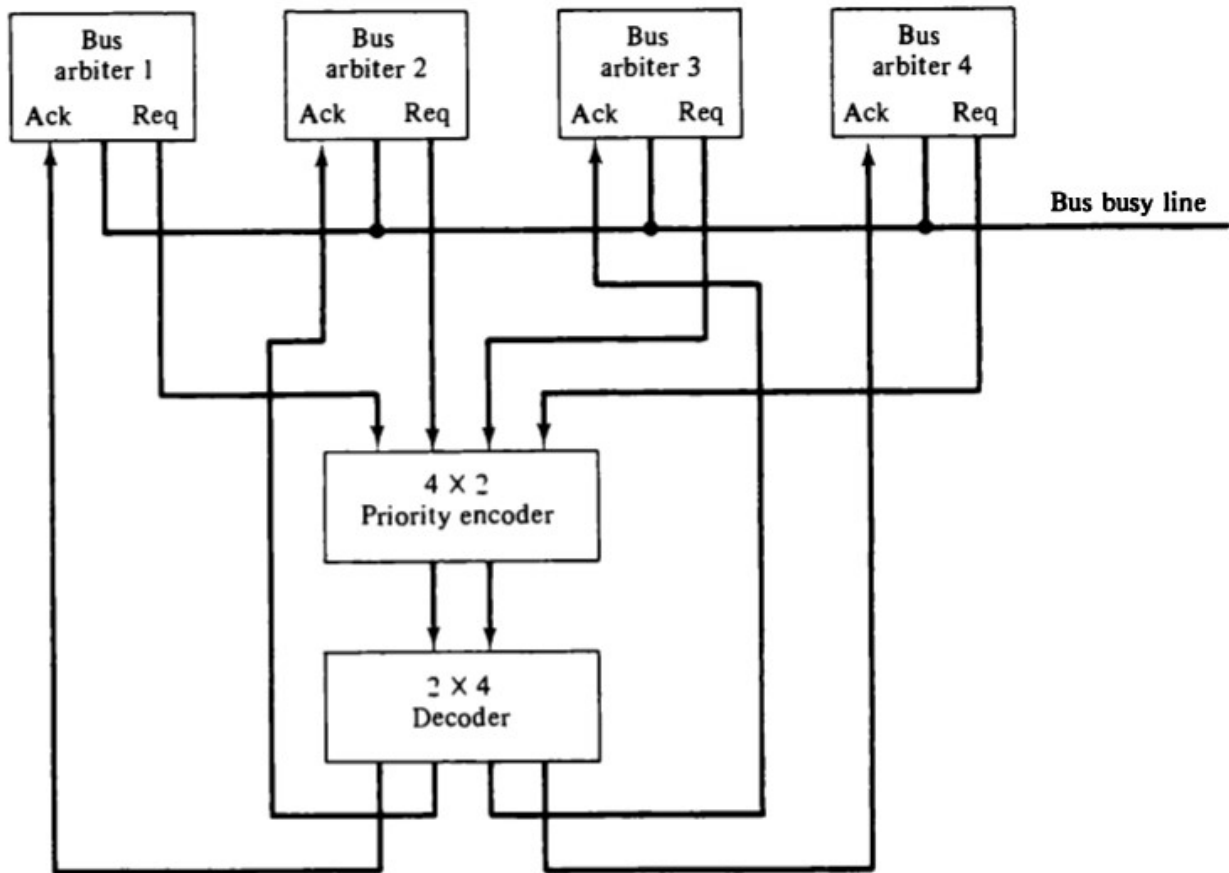 Bus
arbiter 1
Ack Req
Bus
arbiter 2
Ack Req
Bus
arbiter 3
Ack Req
Bus
arbiter 4
Ack Req
Bus busy line
4 X 2
Priority encoder
2 X 4
Decoder